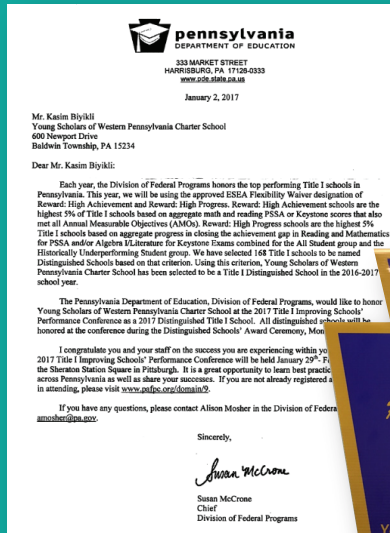 pennsylvania
DEPARTMENT OF EDUCATION
333 MARKET STREET
HARRISBURG, PA 17126-0333
www.pde.state.pa.us
January 2, 2017
Mr. Kasim Biyikli
Young Scholars of Western Pennsylvania Charter School
600 Newport Drive
Baldwin Township, PA 15234
Dear Mr. Kasim Biyikli:
Each year, the Division of Federal Programs honors the top performing Title I schools in
Pennsylvania. This year, we will be using the approved ESEA Flexibility Waiver designation of
Reward: High Achievement and Reward: High Progress. Reward: High Achievement schools are the
highest 5% of Title I schools based on aggregate math and reading PSSA or Keystone scores that also
met all Annual Measurable Objectives (AMOs). Reward: High Progress schools are the highest 5%
Title I schools based on aggregate progress in closing the achievement gap in Reading and Mathematics
for PSSA and/or Algebra I/Literature for Keystone Exams combined for the All Student group and the
Historically Underperforming Student group. We have selected 168 Title I schools to be named
Distinguished Schools based on that criterion. Using this criterion, Young Scholars of Western
Pennsylvania Charter School has been selected to be a Title I Distinguished School in the 2016-2017
school year.
The Pennsylvania Department of Education, Division of Federal Programs, would like to honor
Young Scholars of Western Pennsylvania Charter School at the 2017 Title I Improving Schools'
Performance Conference as a 2017 Distinguished Title I School. All distinguished schools will be
honored at the conference during the Distinguished Schools' Award Ceremony, Mon
I congratulate you and your staff on the success you are experiencing within yo
2017 Title I Improving Schools' Performance Conference will be held January 29th- Fe
the Sheraton Station Square in Pittsburgh. It is a great opportunity to learn best practic
across Pennsylvania as well as share your successes. If you are not already registered a
in attending, please visit www.pafpc.org/domain/9.
If you have any questions, please contact Alison Mosher in the Division of Federa
amosher@pa.gov.
Sincerely,
Susan McCrone
Susan McCrone
Chief
Division of Federal Programs